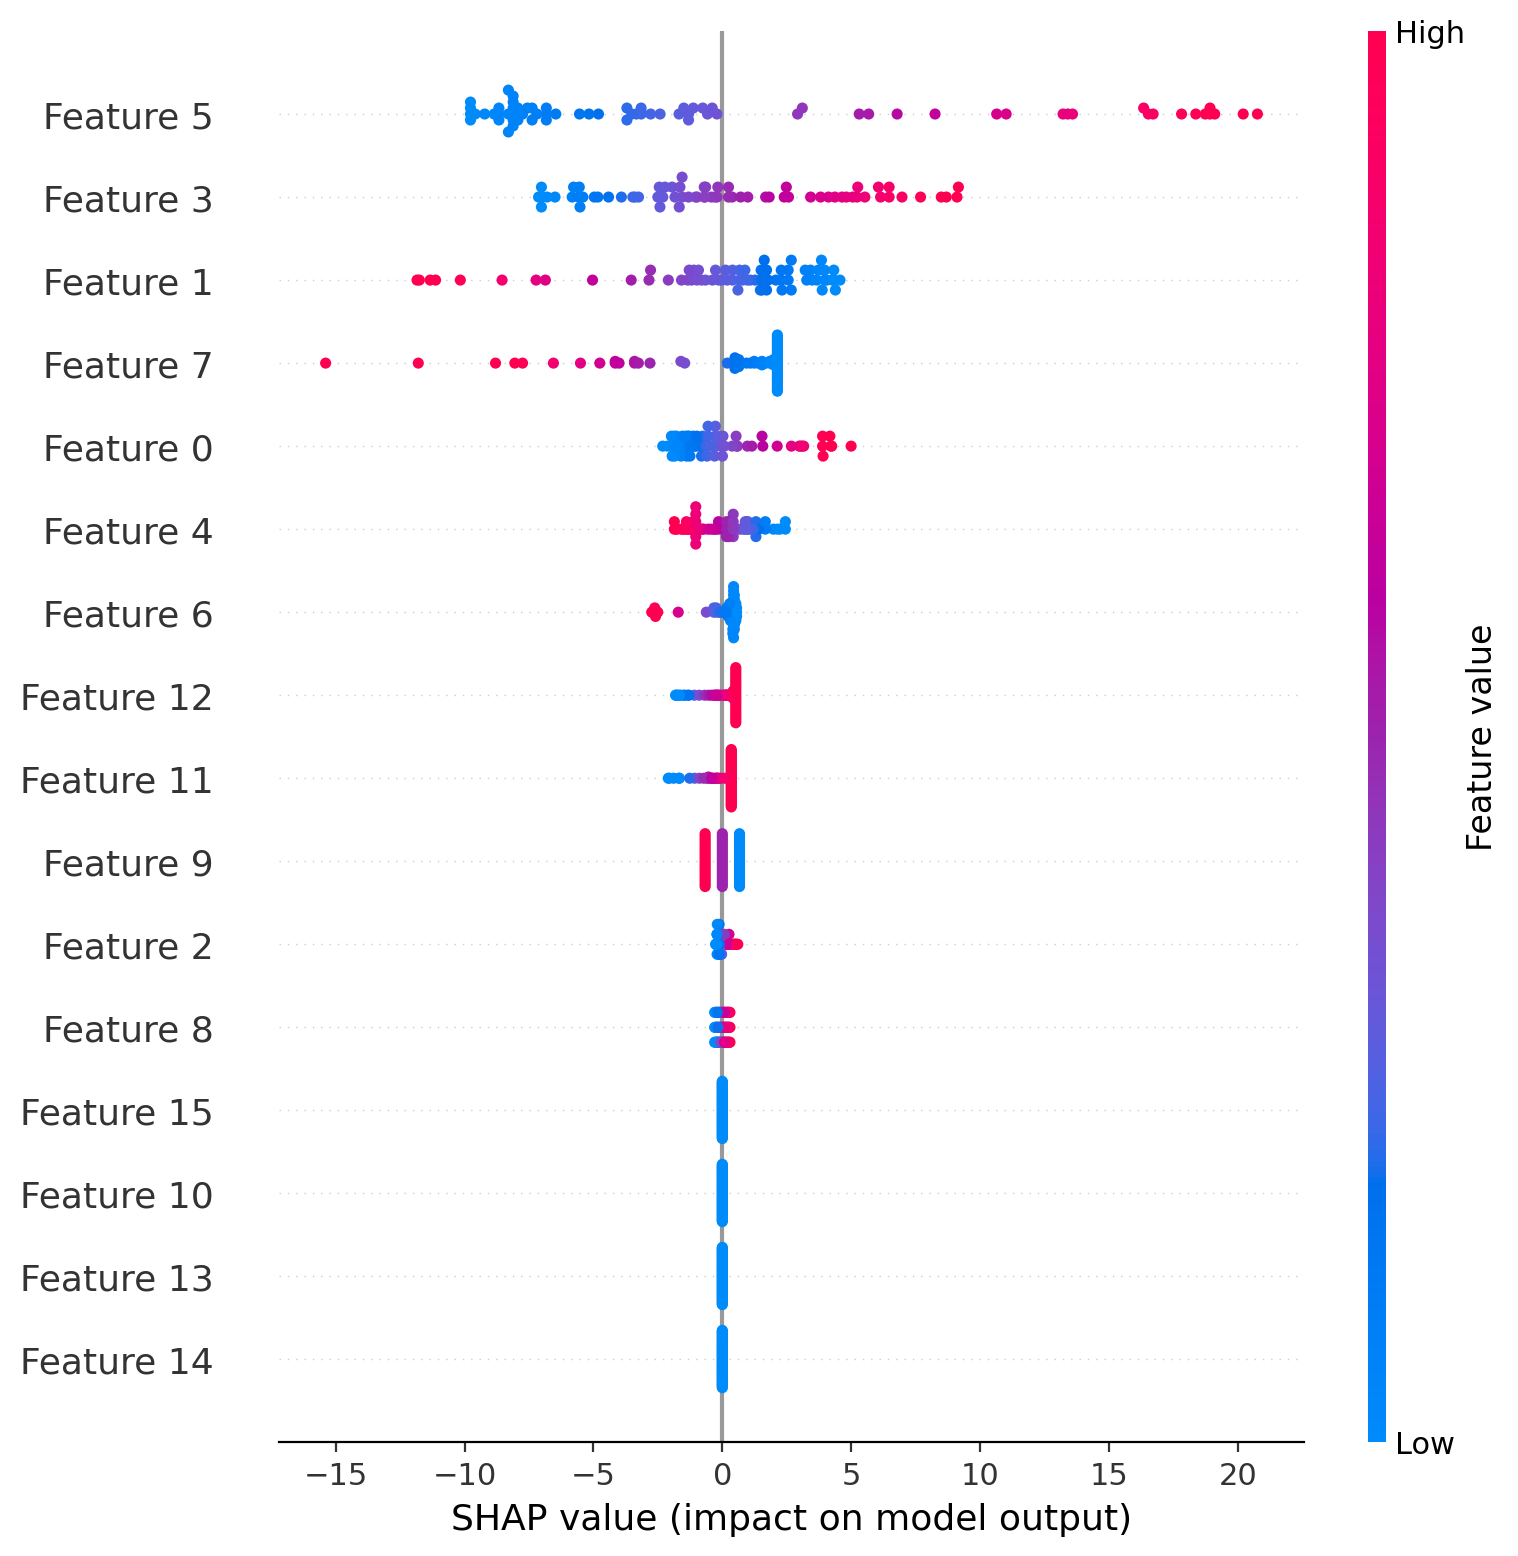 High
Feature 5
Feature 3
Feature 1
Feature 7
Feature 0
Feature 4
Feature 6
Feature 12
Feature 11
Feature 9
Feature 2
Feature 8
Feature 15
Feature 10
Feature 13
Feature 14
Feature value
Low
−15 −10 −5 0 5 10 15 20
SHAP value (impact on model output)